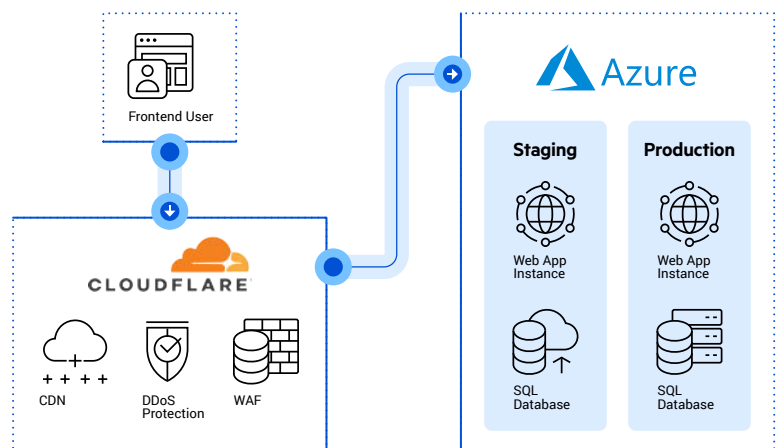 Frontend User
CLOUDFLARE
CDN
DDoS
Protection
WAF
Azure
Staging
Web App
Instance
SQL
Database
Production
Web App
Instance
SQL
Database